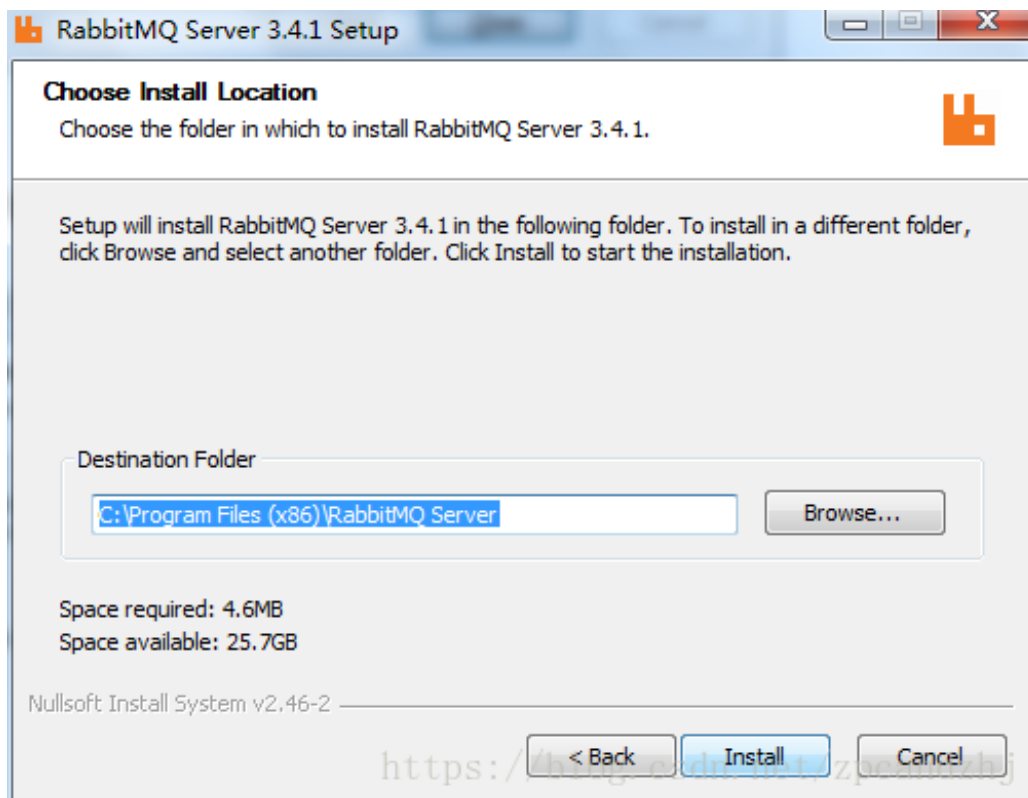 RabbitMQ Server 3.4.1 Setup
Choose Install Location
Choose the folder in which to install RabbitMQ Server 3.4.1.
Setup will install RabbitMQ Server 3.4.1 in the following folder. To install in a different folder,
click Browse and select another folder. Click Install to start the installation.
Destination Folder
C:\Program Files (x86)\RabbitMQ Server
Browse...
Space required: 4.6MB
Space available: 25.7GB
Nullsoft Install System v2.46-2
< Back Install Cancel